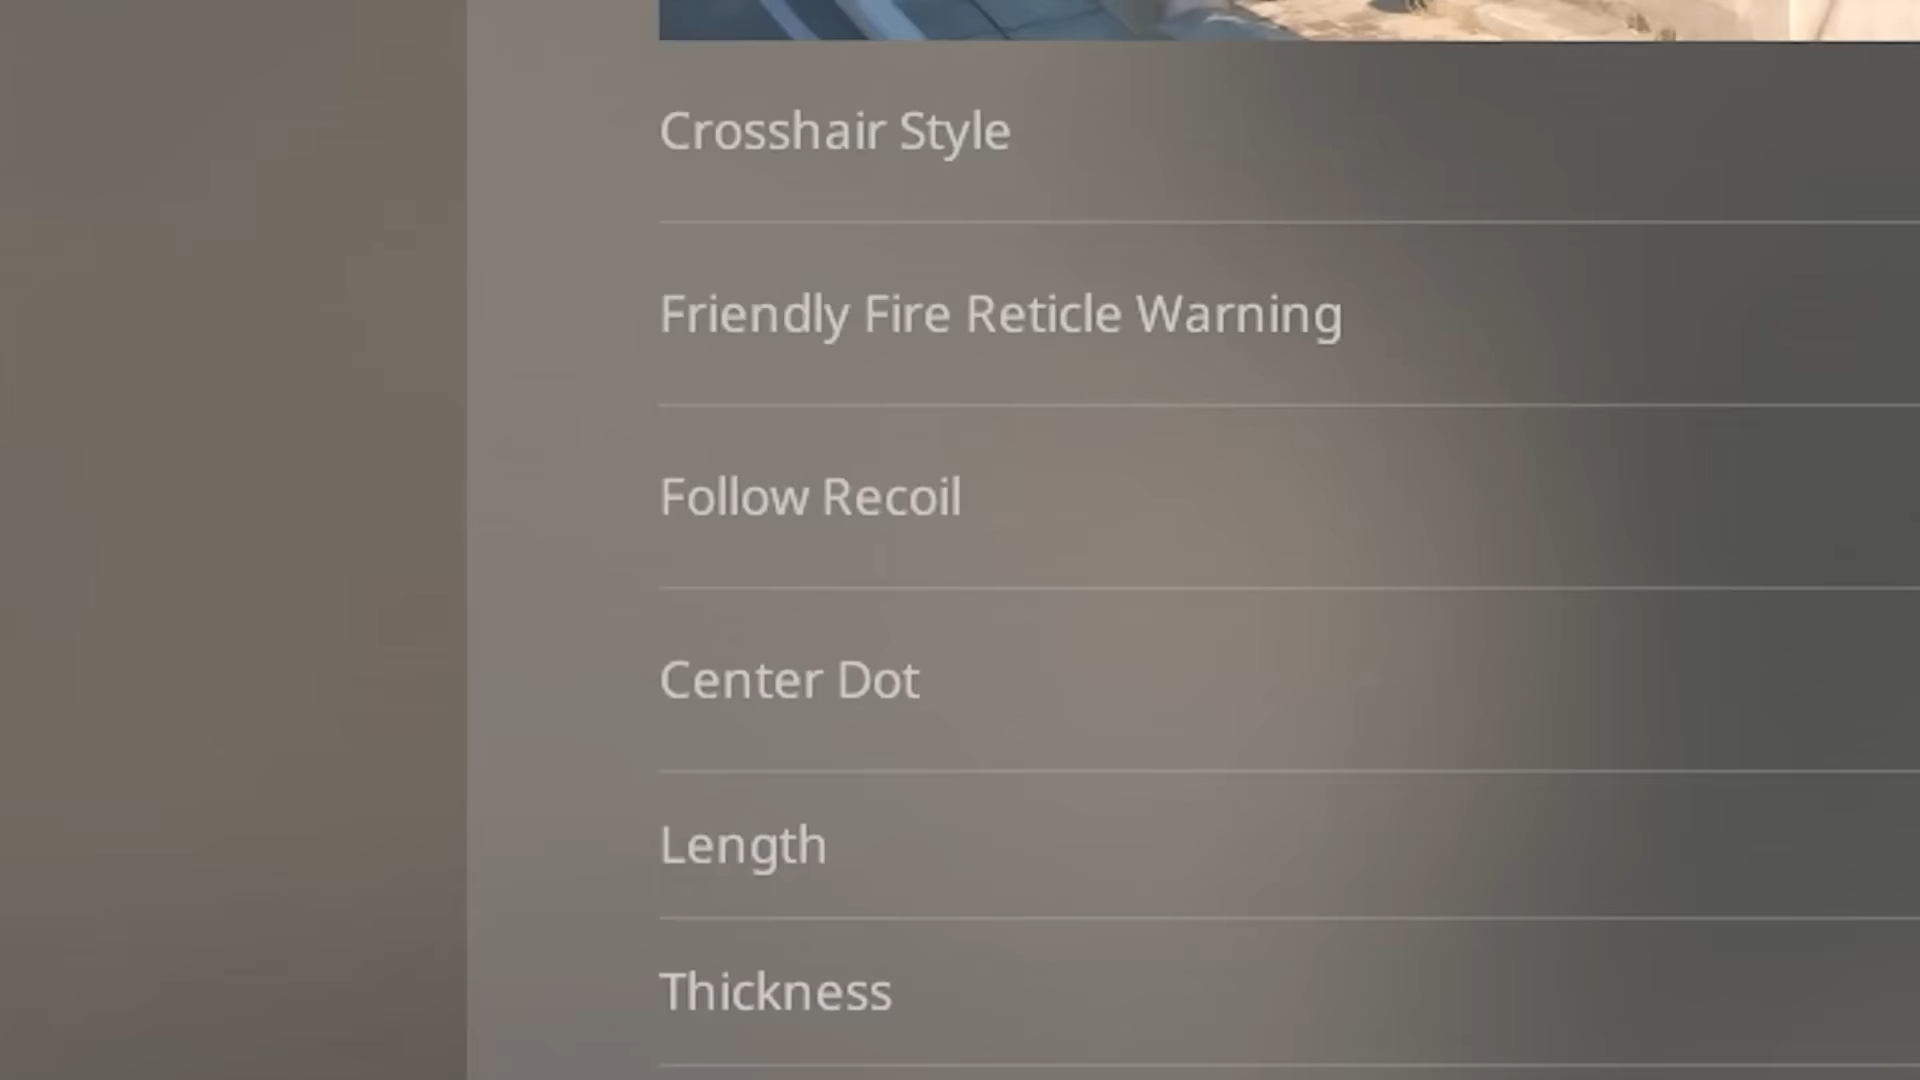 Crosshair Style
Friendly Fire Reticle Warning
Follow Recoil
Center Dot
Length
Thickness